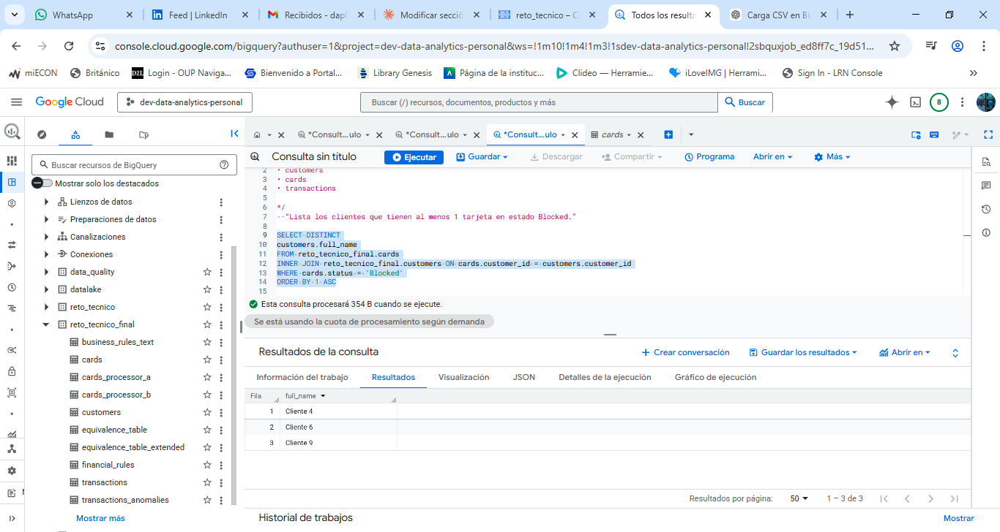 WhatsApp
Feed | LinkedIn
Recibidos - dap0
Modificar secció
reto_tecnico – C
Todos los resulta
Carga CSV en Bi
console.cloud.google.com/bigquery?authuser=1&project=dev-data-analytics-personal&ws=!1m10!1m4!1m3!1sdev-data-analytics-personal!2sbquxjob_ed8ff7c_19d51...
miECON
Británico
D2L Login - OUP Naviga...
Bienvenido a Portal...
Library Genesis
Página de la instituc...
Clideo — Herramie...
iLoveIMG | Herrami...
Sign In - LRN Console
Google Cloud
dev-data-analytics-personal
Buscar (/) recursos, documentos, productos y más
Buscar
8
*Consult...ulo
*Consult...ulo
*Consult...ulo
cards
Buscar recursos de BigQuery
Mostrar solo los destacados
Lienzos de datos
Preparaciones de datos
Canalizaciones
Conexiones
data_quality
datalake
reto_tecnico
reto_tecnico_final
business_rules_text
cards
cards_processor_a
cards_processor_b
customers
equivalence_table
equivalence_table_extended
financial_rules
transactions
transactions_anomalies
Mostrar más
Consulta sin título
Ejecutar
Guardar
Descargar
Compartir
Programa
Abrir en
Más
2 • customers
3 • cards
4 • transactions
5
6 */
7 --“Lista los clientes que tienen al menos 1 tarjeta en estado Blocked.”
8
9 SELECT DISTINCT
10 customers.full_name
11 FROM reto_tecnico_final.cards
12 INNER JOIN reto_tecnico_final.customers ON cards.customer_id = customers.customer_id
13 WHERE cards.status = 'Blocked'
14 ORDER BY 1 ASC
15
Esta consulta procesará 354 B cuando se ejecute.
Se está usando la cuota de procesamiento según demanda
Resultados de la consulta
Crear conversación
Guardar los resultados
Abrir en
Información del trabajo
Resultados
Visualización
JSON
Detalles de la ejecución
Gráfico de ejecución
Fila full_name
1 Cliente 4
2 Cliente 6
3 Cliente 9
Resultados por página: 50 1 – 3 de 3
Historial de trabajos
Mostrar